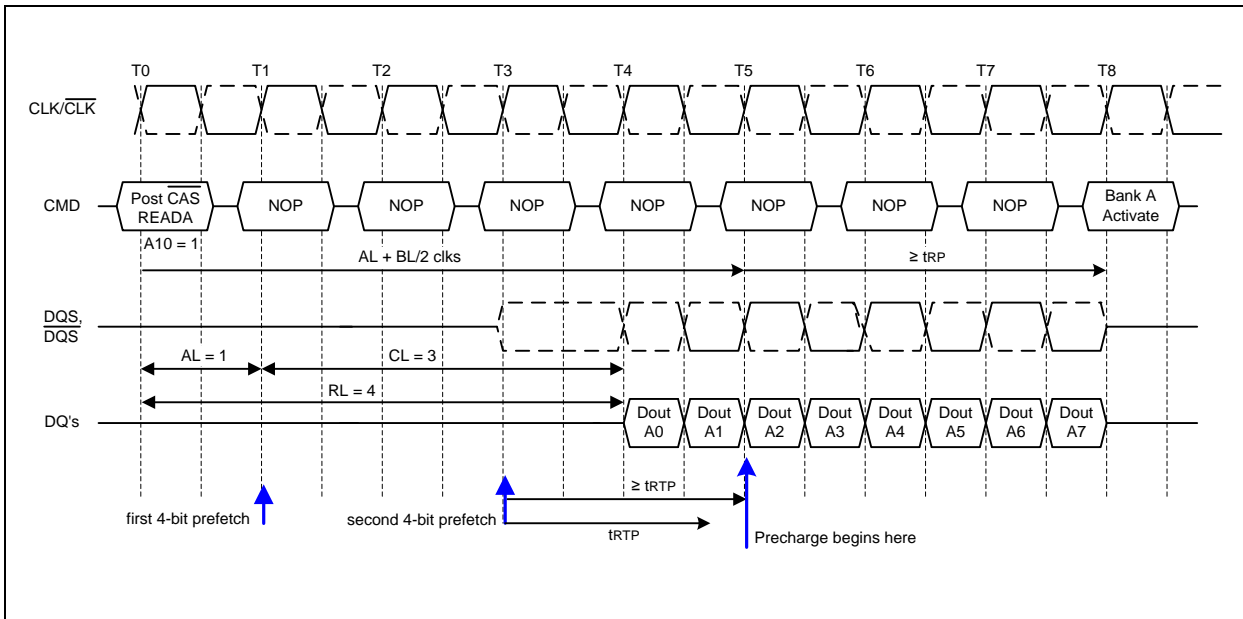 T0 T1 T2 T3 T4 T5 T6 T7 T8
CLK/CLK
CMD
Post CAS
READA
NOP NOP NOP NOP NOP NOP NOP
Bank A
Activate
A10 = 1
AL + BL/2 clks
≥ tRP
DQS,
DQS
AL = 1
CL = 3
RL = 4
DQ's
Dout
A0
Dout
A1
Dout
A2
Dout
A3
Dout
A4
Dout
A5
Dout
A6
Dout
A7
≥ tRTP
first 4-bit prefetch
second 4-bit prefetch
tRTP
Precharge begins here